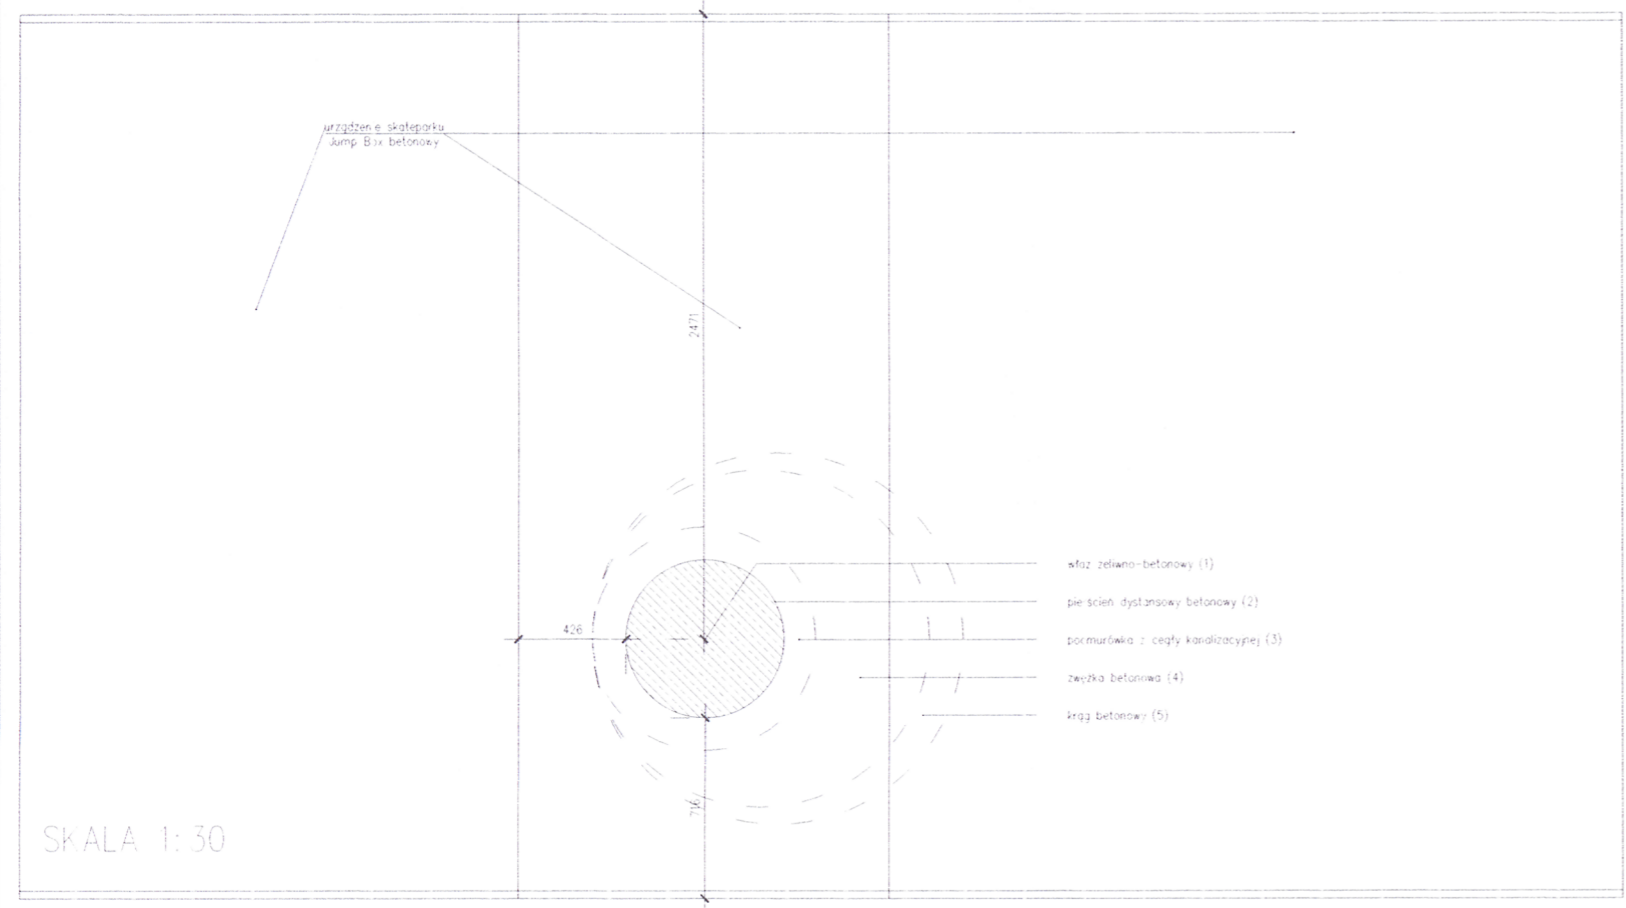 urządzenie skateparku
Jump Box betonowy
2471
właz żeliwno-betonowy (1)
pierścień dystansowy betonowy (2)
426
podmurówka z cegły kanalizacyjnej (3)
zwężka betonowa (4)
krąg betonowy (5)
716
SKALA 1:30